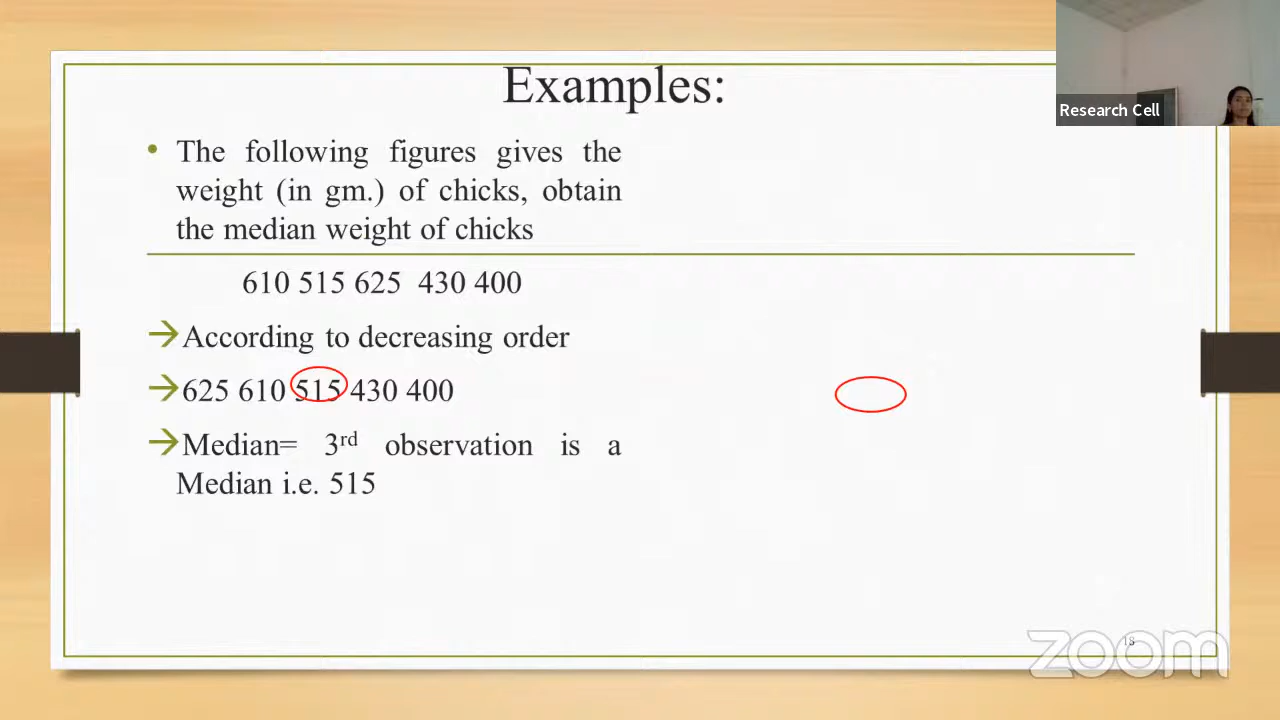 Examples:
Research Cell
• The following figures gives the
weight (in gm.) of chicks, obtain
the median weight of chicks
610 515 625 430 400
→According to decreasing order
→625 610 515 430 400
→Median= 3rd observation is a
Median i.e. 515
18
zoom